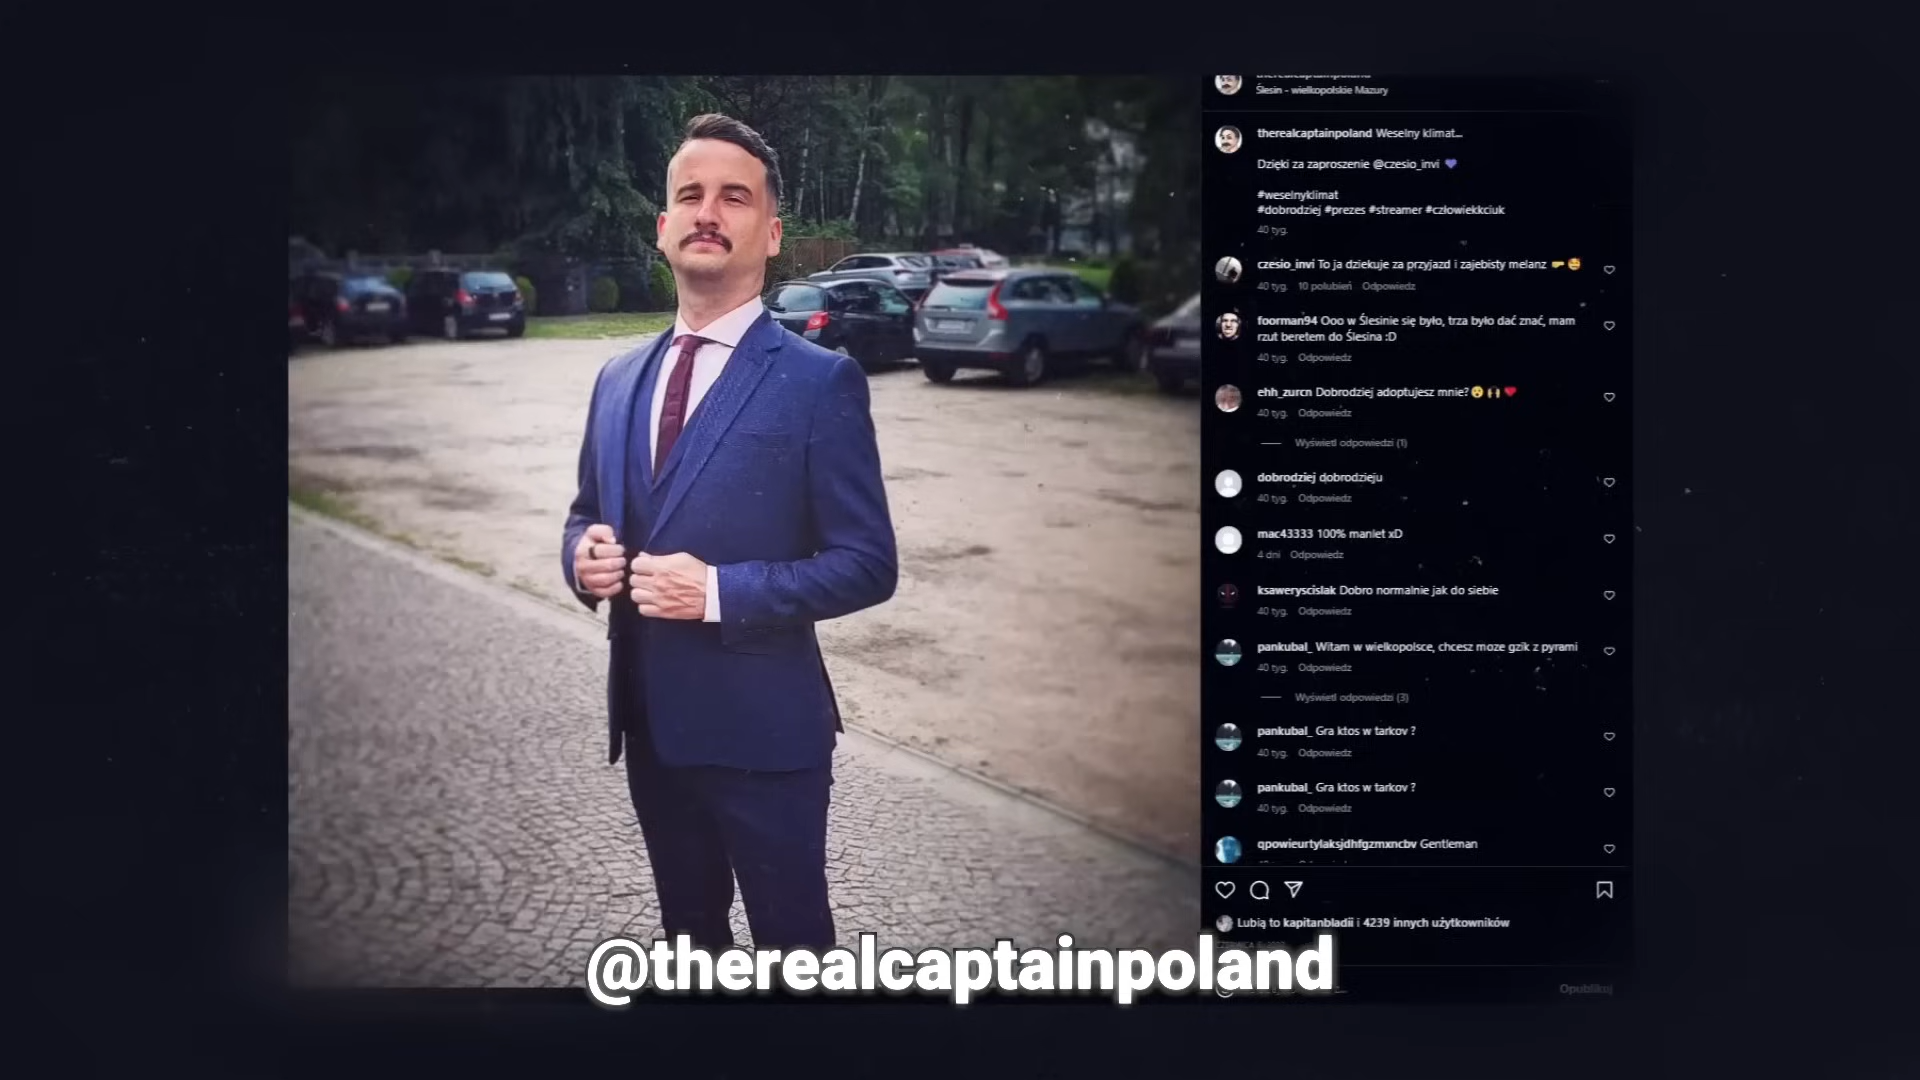 therealcaptainpoland
Ślesin - wielkopolskie Mazury
therealcaptainpoland Weselny klimat...
Dzięki za zaproszenie @czesio_invi 💜
#weselnyklimat
#dobrodziej #prezes #streamer #człowiekkciuk
40 tyg.
czesio_invi To ja dziekuje za przyjazd i zajebisty melanz 🤛🤩
40 tyg. 10 polubień Odpowiedz
foorman94 Ooo w Ślesinie się było, trza było dać znać, mam
rzut beretem do Ślesina :D
40 tyg. Odpowiedz
ehh_zurcn Dobrodziej adoptujesz mnie?😮🙌❤️
40 tyg. Odpowiedz
Wyświetl odpowiedzi (1)
dobrodziej dobrodzieju
40 tyg. Odpowiedz
mac43333 100% manlet xD
4 dni Odpowiedz
ksaweryscislak Dobro normalnie jak do siebie
40 tyg. Odpowiedz
pankubal_ Witam w wielkopolsce, chcesz moze gzik z pyrami
40 tyg. Odpowiedz
Wyświetl odpowiedzi (3)
pankubal_ Gra ktos w tarkov ?
40 tyg. Odpowiedz
pankubal_ Gra ktos w tarkov ?
40 tyg. Odpowiedz
qpowieurtylaksjdhfgzmxncbv Gentleman
Lubią to kapitanbladii i 4239 innych użytkowników
@therealcaptainpoland
Opublikuj